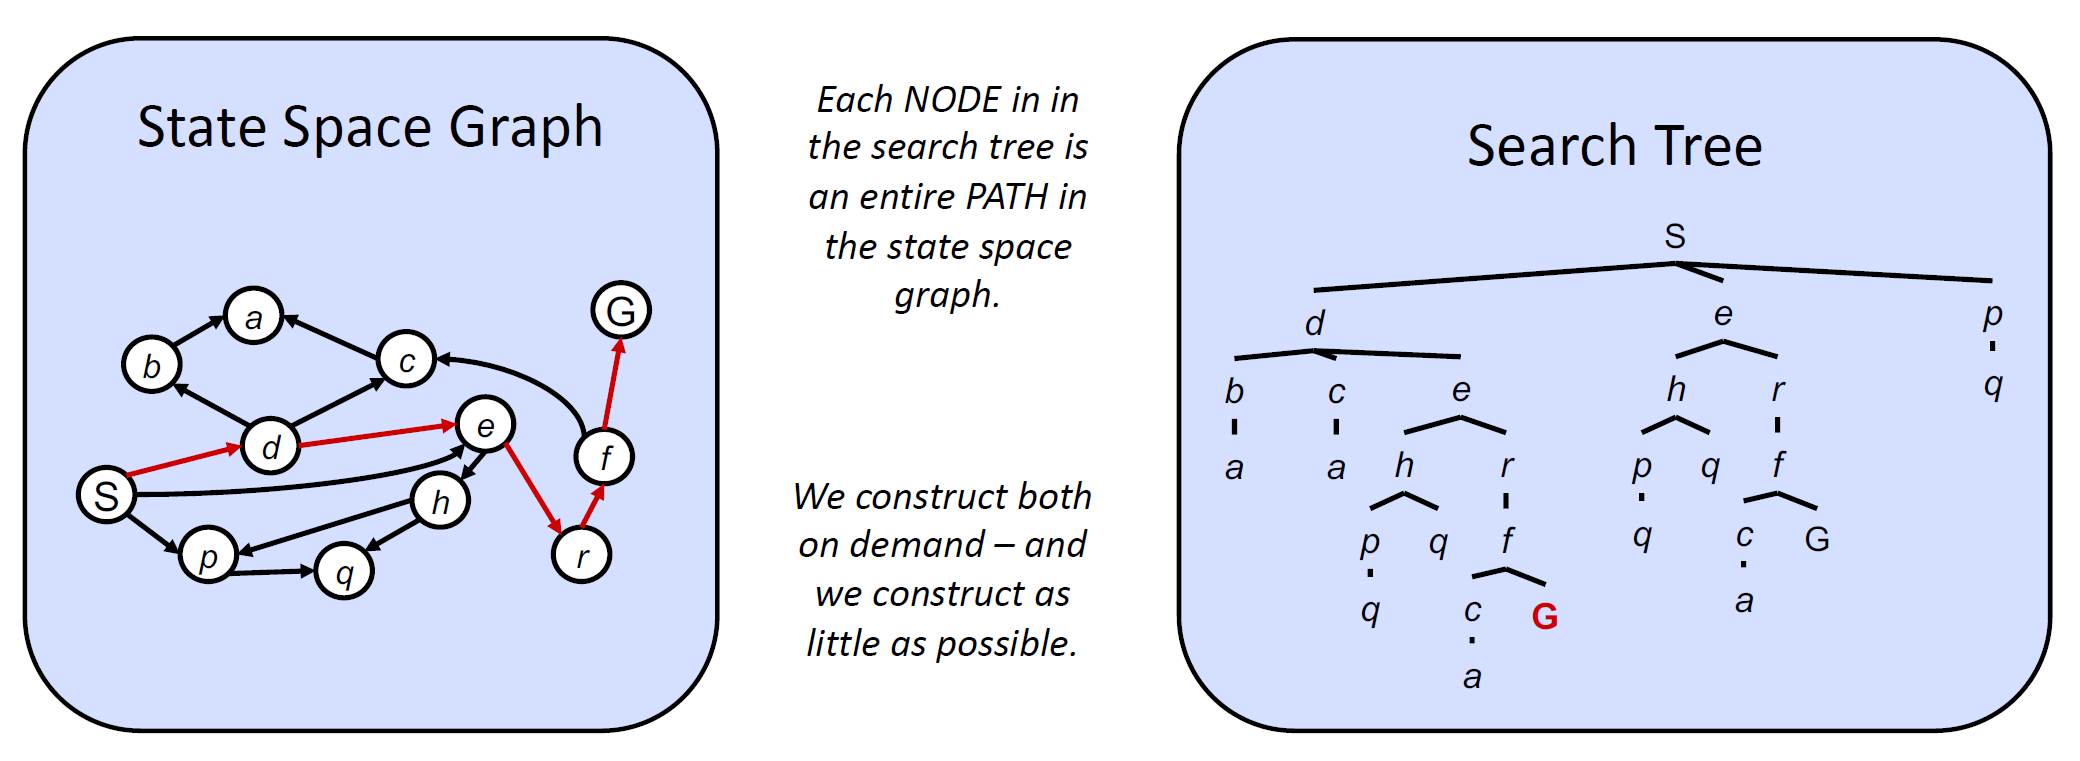 State Space Graph
a
G
b
c
d
e
f
S
h
p
q
r
Each NODE in in
the search tree is
an entire PATH in
the state space
graph.
We construct both
on demand – and
we construct as
little as possible.
Search Tree
S
d e p
b c e h r q
a a h r p q f
p q f q c G
q c G a
a